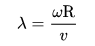 λ = ωR / v